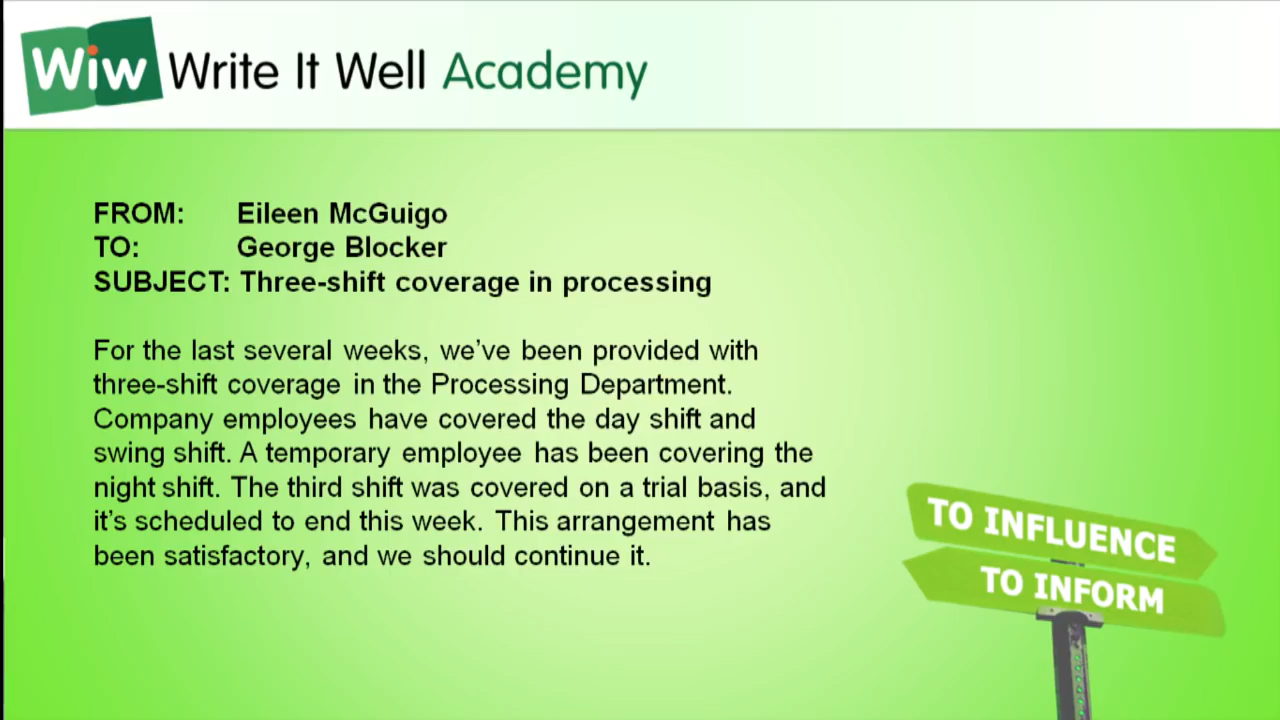 Wiw Write It Well Academy
FROM: Eileen McGuigo
TO: George Blocker
SUBJECT: Three-shift coverage in processing
For the last several weeks, we've been provided with
three-shift coverage in the Processing Department.
Company employees have covered the day shift and
swing shift. A temporary employee has been covering the
night shift. The third shift was covered on a trial basis, and
it's scheduled to end this week. This arrangement has
been satisfactory, and we should continue it.
TO INFLUENCE
TO INFORM